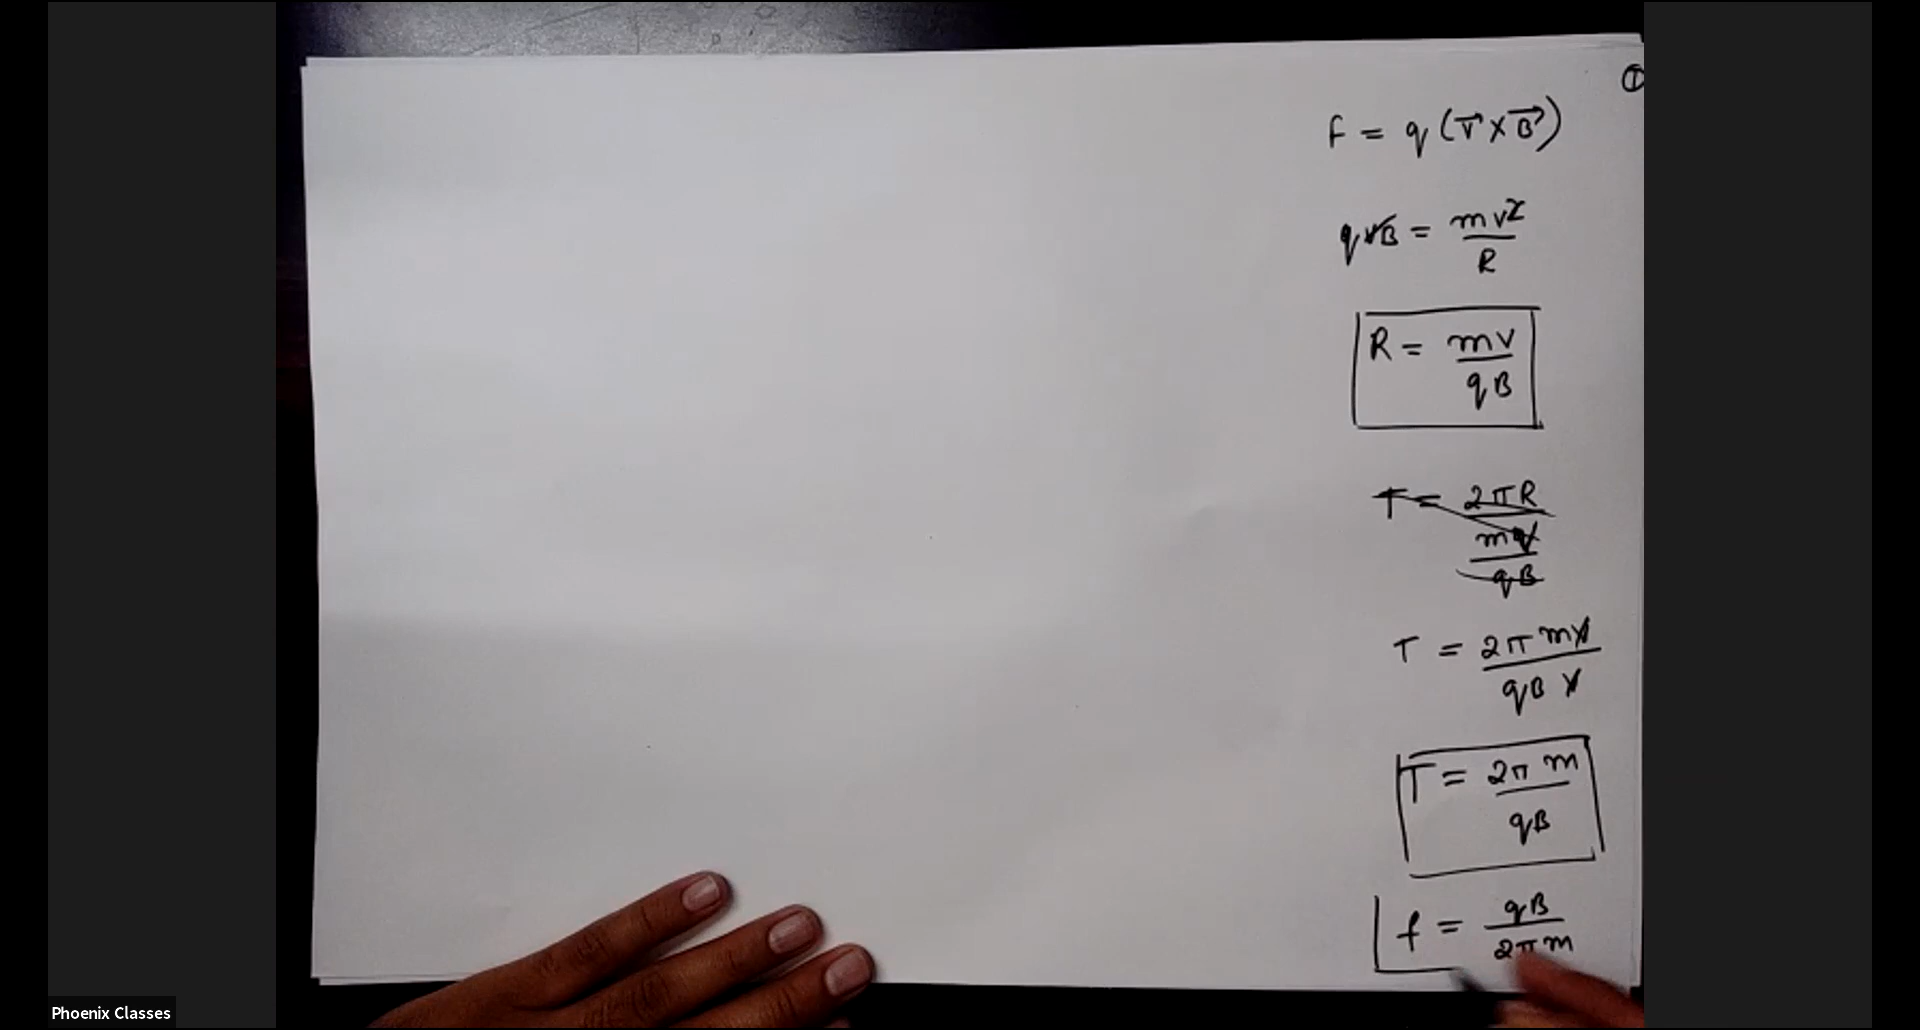 ①
F = q (v⃗ × B⃗)
qvB = mv²/R
R = mv/qB
T = 2πR / (mv/qB)
T = 2πmv/qBv
T = 2πm/qB
f = qB/2πm
Phoenix Classes